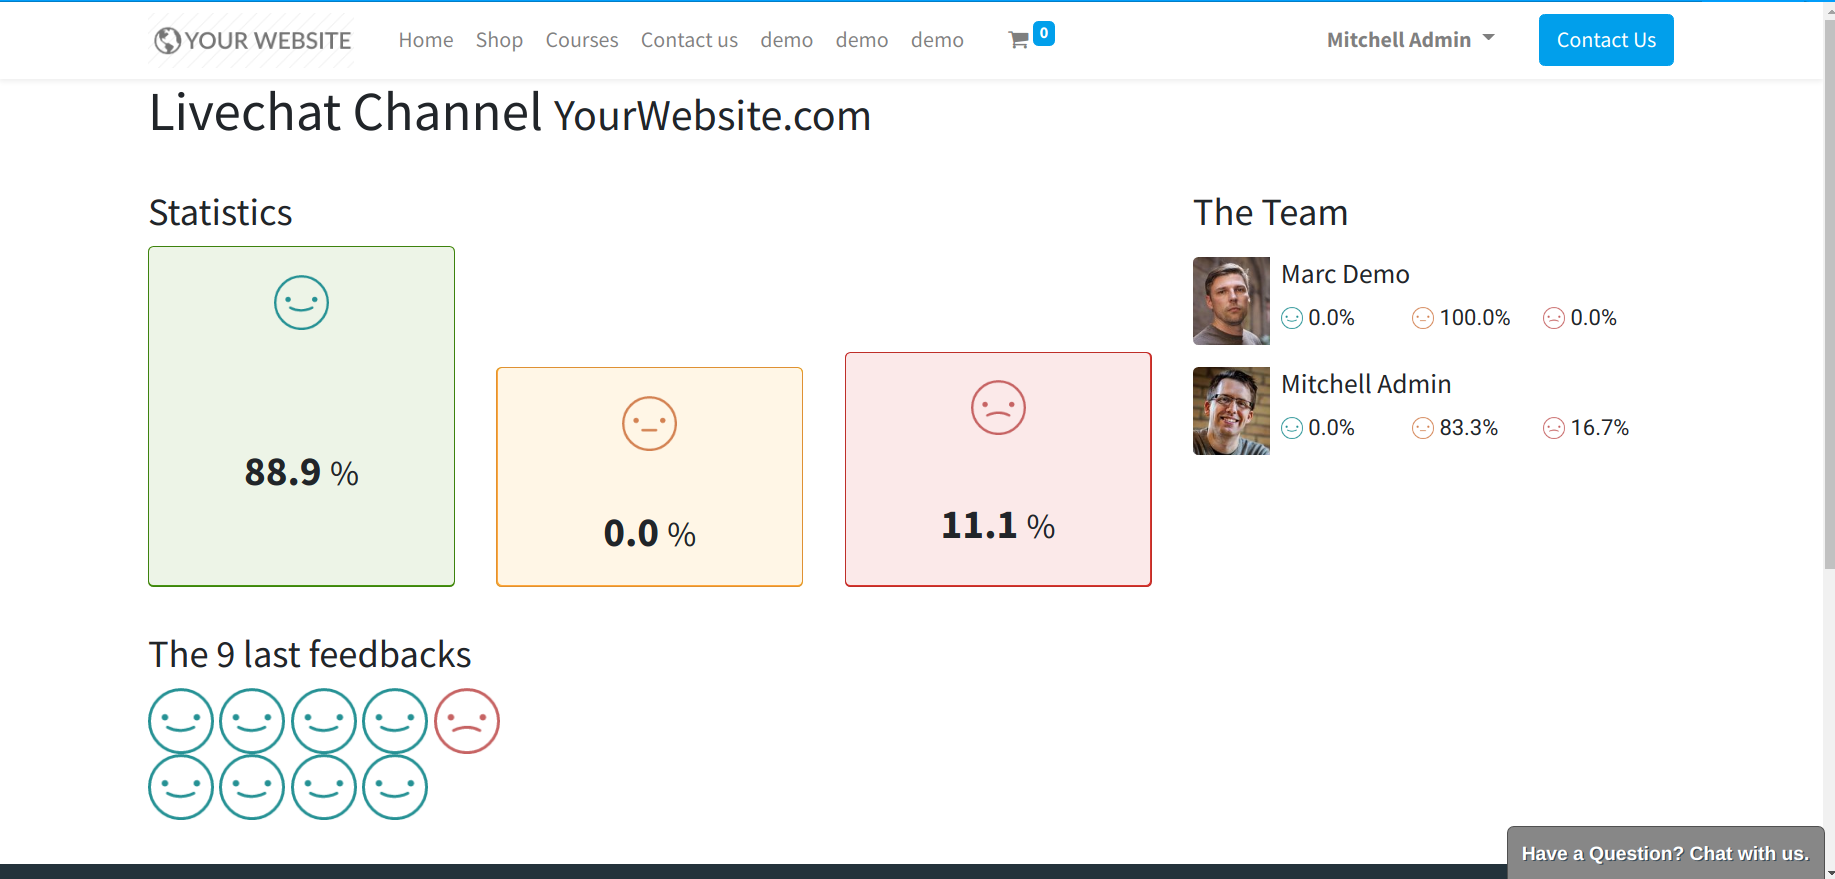 YOUR WEBSITE Home Shop Courses Contact us demo demo demo 0 Mitchell Admin Contact Us
Livechat Channel YourWebsite.com
Statistics
88.9 %
0.0 %
11.1 %
The Team
Marc Demo
0.0% 100.0% 0.0%
Mitchell Admin
0.0% 83.3% 16.7%
The 9 last feedbacks
Have a Question? Chat with us.